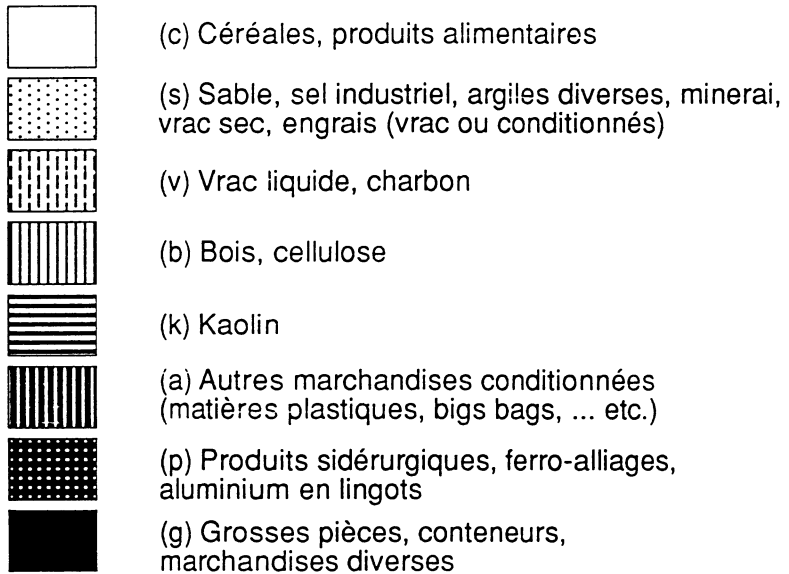 (c) Céréales, produits alimentaires
(s) Sable, sel industriel, argiles diverses, minerai,
vrac sec, engrais (vrac ou conditionnés)
(v) Vrac liquide, charbon
(b) Bois, cellulose
(k) Kaolin
(a) Autres marchandises conditionnées
(matières plastiques, bigs bags, ... etc.)
(p) Produits sidérurgiques, ferro-alliages,
aluminium en lingots
(g) Grosses pièces, conteneurs,
marchandises diverses